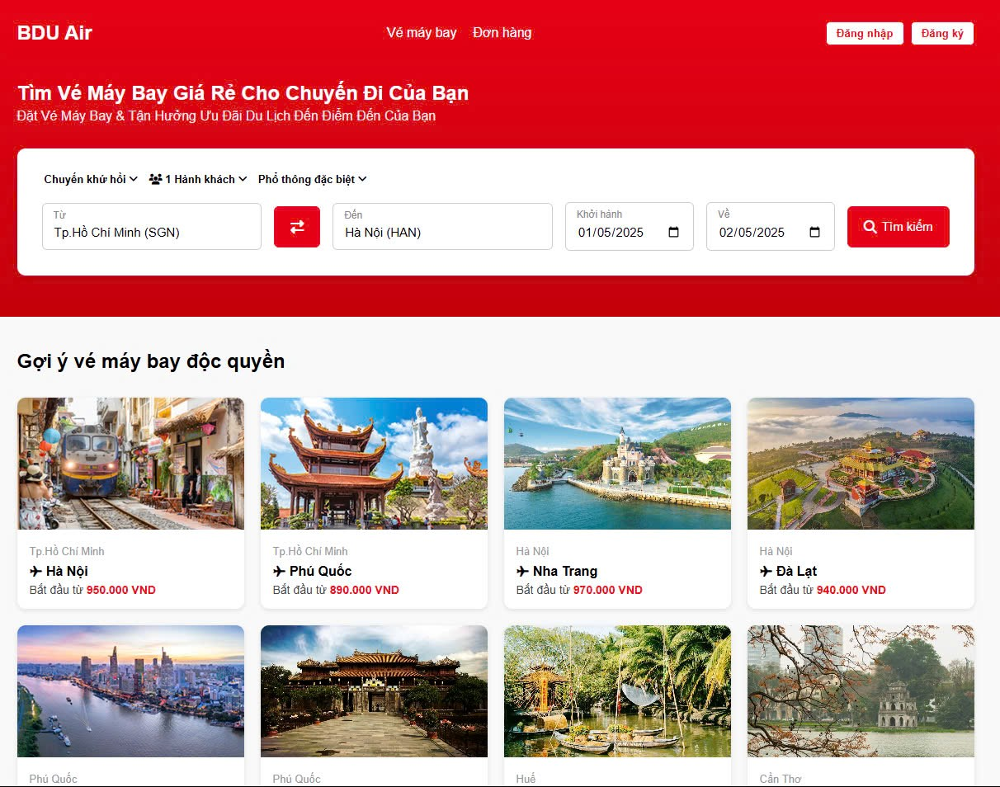 BDU Air
Vé máy bay Đơn hàng
Đăng nhập Đăng ký
Tìm Vé Máy Bay Giá Rẻ Cho Chuyến Đi Của Bạn
Đặt Vé Máy Bay & Tận Hưởng Ưu Đãi Du Lịch Đến Điểm Đến Của Bạn
Chuyến khứ hồi 1 Hành khách Phổ thông đặc biệt
Từ
Tp.Hồ Chí Minh (SGN)
Đến
Hà Nội (HAN)
Khởi hành
01/05/2025
Về
02/05/2025
Tìm kiếm
Gợi ý vé máy bay độc quyền
Tp.Hồ Chí Minh
Hà Nội
Bắt đầu từ 950.000 VND
Tp.Hồ Chí Minh
Phú Quốc
Bắt đầu từ 890.000 VND
Hà Nội
Nha Trang
Bắt đầu từ 970.000 VND
Hà Nội
Đà Lạt
Bắt đầu từ 940.000 VND
Phú Quốc
Phú Quốc
Huế
Cần Thơ